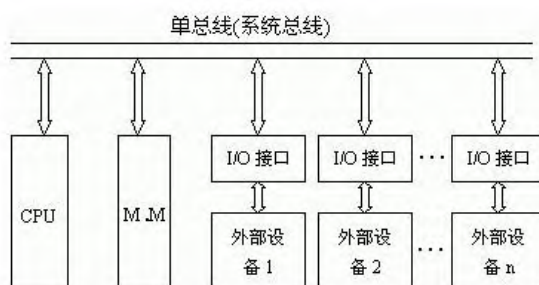 单总线(系统总线)
I/O 接口 I/O 接口 ··· I/O 接口
CPU M.M
外部设备1 外部设备2 ··· 外部设备n